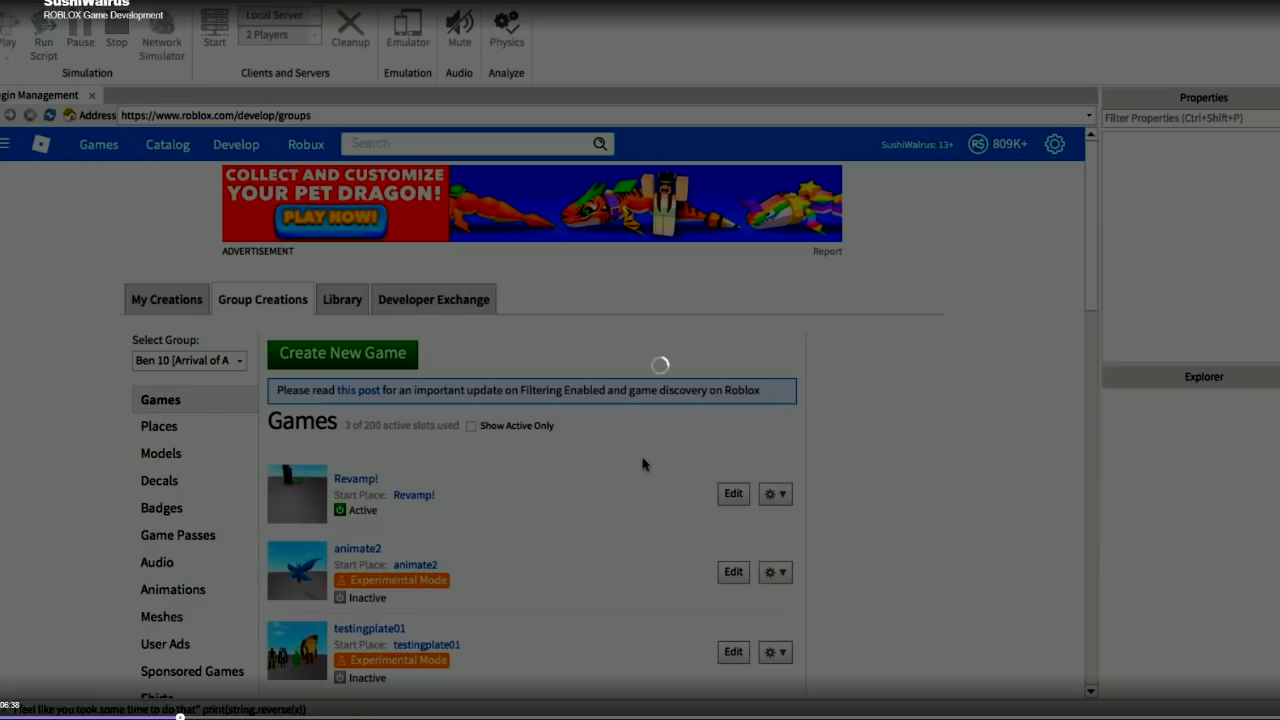 SushiWalrus
ROBLOX Game Development
Play
Run Script
Pause
Stop
Network Simulator
Simulation
Start
Local Server
2 Players
Cleanup
Clients and Servers
Emulator
Emulation
Mute
Audio
Physics
Analyze
gin Management
Address https://www.roblox.com/develop/groups
Properties
Filter Properties (Ctrl+Shift+P)
Games Catalog Develop Robux Search SushiWalrus: 13+ R$ 809K+
COLLECT AND CUSTOMIZE
YOUR PET DRAGON!
PLAY NOW!
ADVERTISEMENT Report
My Creations Group Creations Library Developer Exchange
Select Group:
Ben 10 [Arrival of A
Games
Places
Models
Decals
Badges
Game Passes
Audio
Animations
Meshes
User Ads
Sponsored Games
Shirts
Create New Game
Please read this post for an important update on Filtering Enabled and game discovery on Roblox
Games 3 of 200 active slots used Show Active Only
Revamp!
Start Place: Revamp!
Active
Edit
animate2
Start Place: animate2
Experimental Mode
Inactive
Edit
testingplate01
Start Place: testingplate01
Experimental Mode
Inactive
Edit
Explorer
06:38
feel like you took some time to do that" print(string.reverse(x))